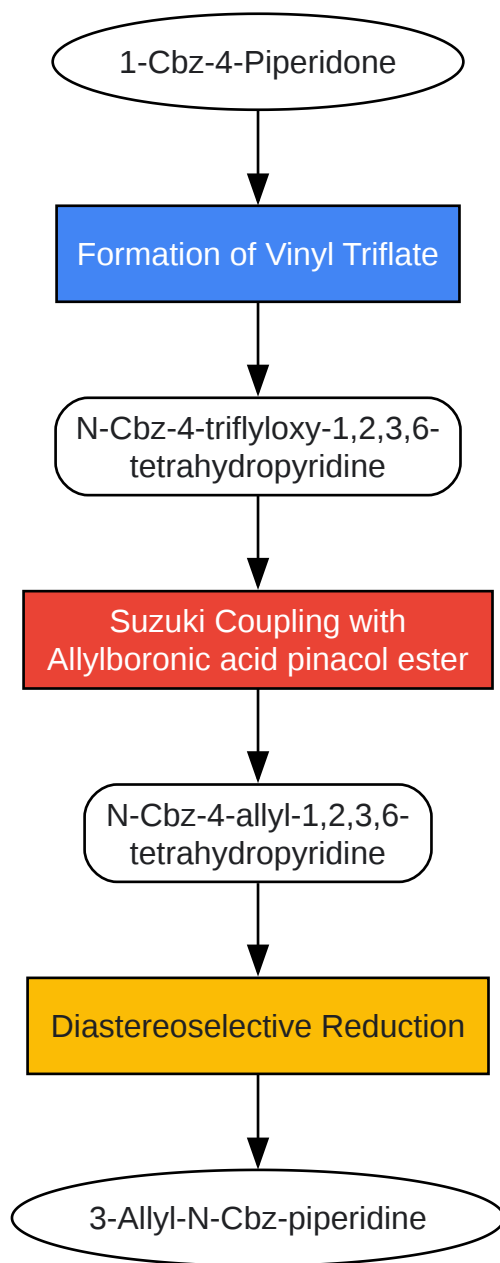 1-Cbz-4-Piperidone
Formation of Vinyl Triflate
N-Cbz-4-triflyloxy-1,2,3,6-
tetrahydropyridine
Suzuki Coupling with
Allylboronic acid pinacol ester
N-Cbz-4-allyl-1,2,3,6-
tetrahydropyridine
Diastereoselective Reduction
3-Allyl-N-Cbz-piperidine